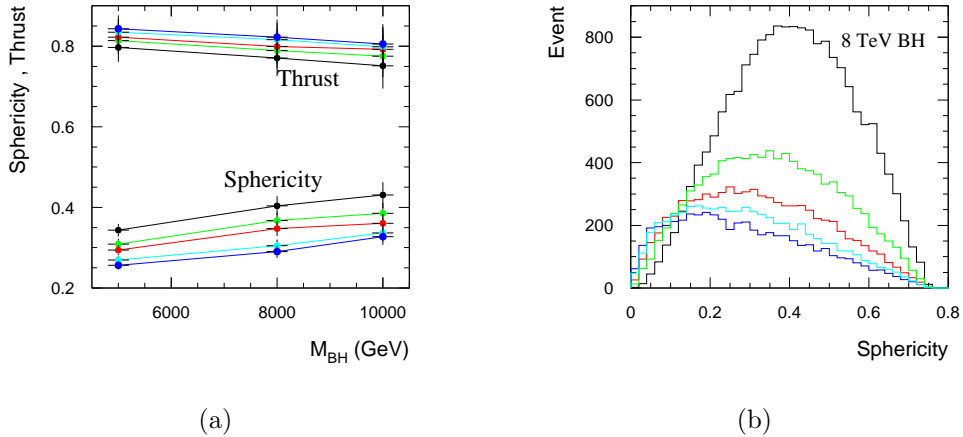 Sphericity , Thrust
0.8
0.6
0.4
0.2
Thrust
Sphericity
6000 8000 10000
M_BH (GeV)
(a)
Event
800
600
400
200
0
8 TeV BH
0 0.2 0.4 0.6 0.8
Sphericity
(b)